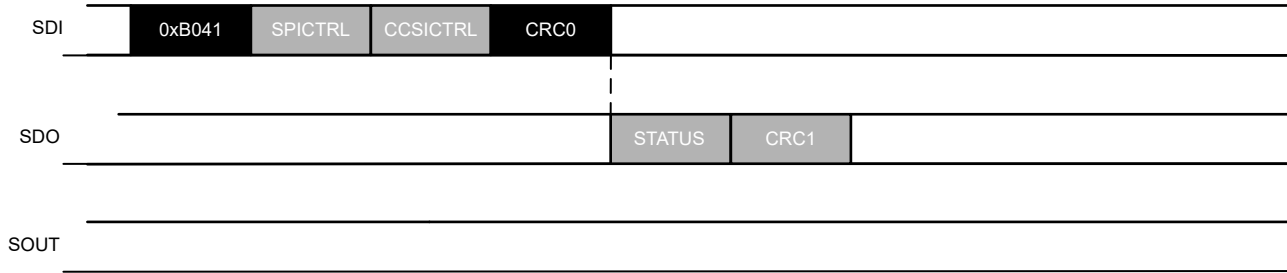 SDI 0xB041 SPICTRL CCSICTRL CRC0
SDO STATUS CRC1
SOUT